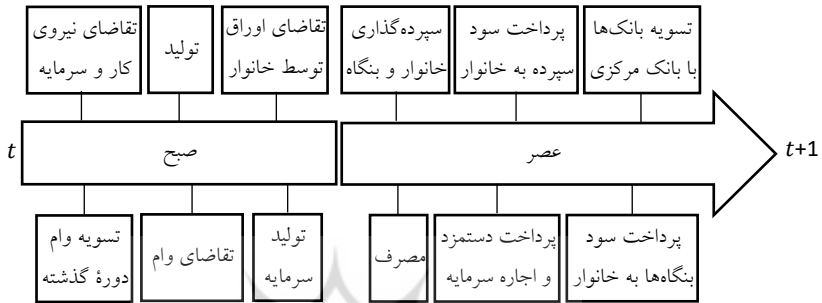 تقاضای نیروی
کار و سرمایه
تولید
تقاضای اوراق
توسط خانوار
سپرده‌گذاری
خانوار و بنگاه
پرداخت سود
سپرده به خانوار
تسویه بانک‌ها
با بانک مرکزی
t
صبح
عصر
t+1
تسویه وام
دورۀ گذشته
تقاضای وام
تولید
سرمایه
مصرف
پرداخت دستمزد
و اجاره سرمایه
پرداخت سود
بنگاه‌ها به خانوار